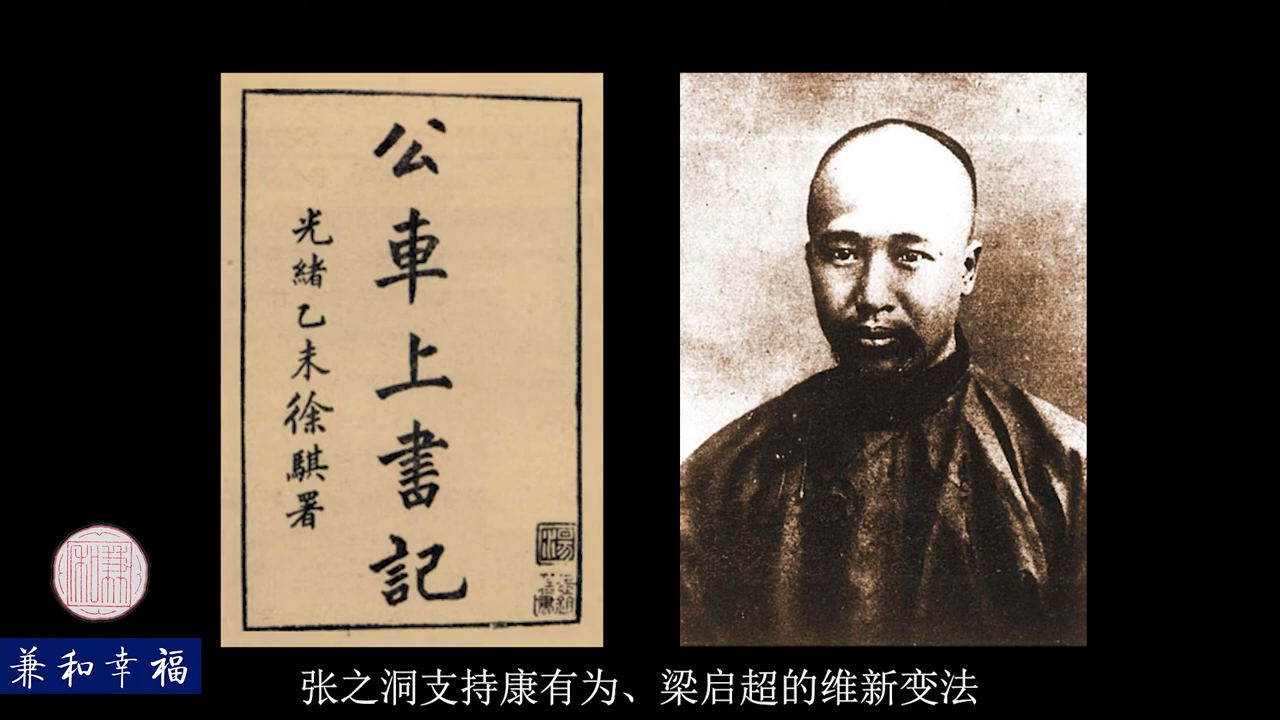 公車上書記
光緒乙未徐騏署
兼和幸福
张之洞支持康有为、梁启超的维新变法